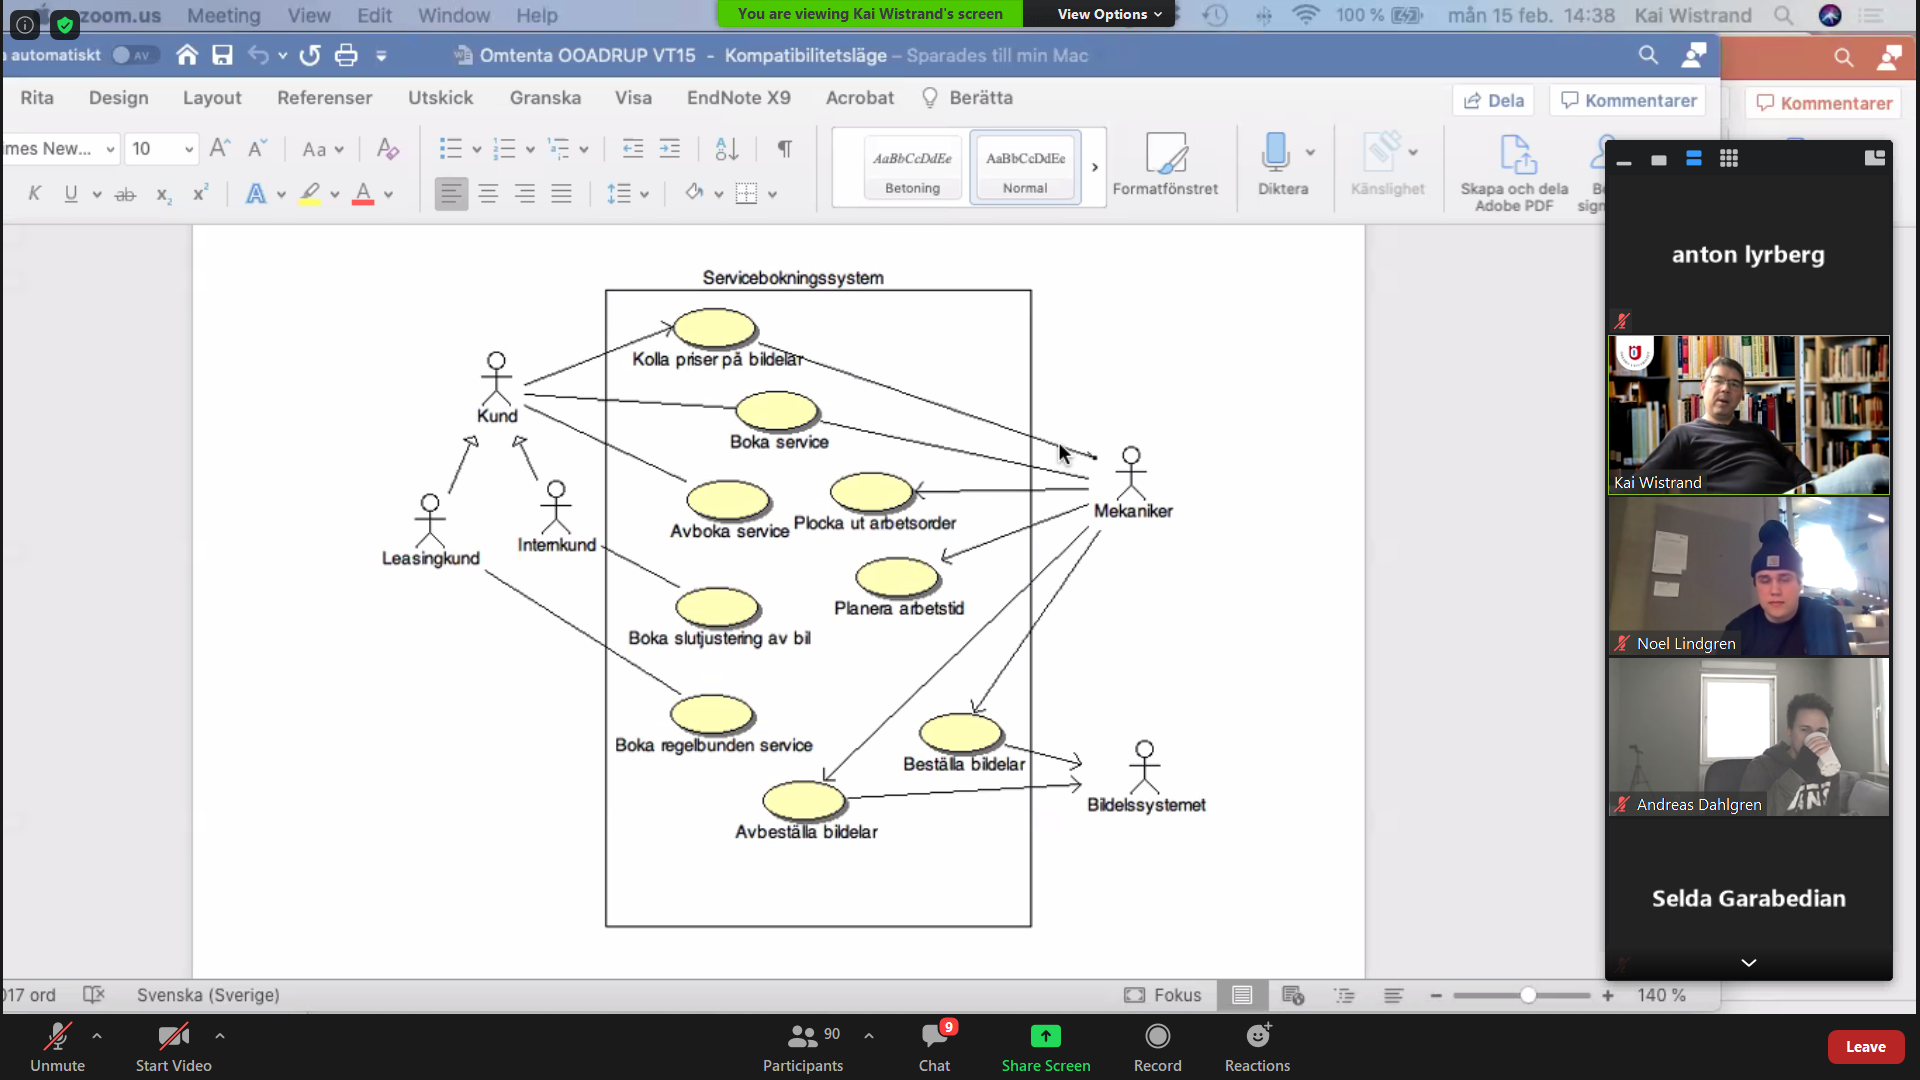 zoom.us Meeting View Edit Window Help
You are viewing Kai Wistrand's screen View Options
100 % mån 15 feb. 14:38 Kai Wistrand
automatiskt AV
Omtenta OOADRUP VT15 - Kompatibilitetsläge – Sparades till min Mac
Rita Design Layout Referenser Utskick Granska Visa EndNote X9 Acrobat Berätta
Dela Kommentarer
Kommentarer
mes New... 10 Aa
AaBbCcDdEe AaBbCcDdEe
Betoning Normal
Formatfönstret Diktera Känslighet
Skapa och dela
Adobe PDF
K U ab x₂ x² A A
anton lyrberg
Kai Wistrand
Noel Lindgren
Andreas Dahlgren
Selda Garabedian
Servicebokningssystem
Kolla priser på bildelar
Kund
Boka service
Mekaniker
Plocka ut arbetsorder
Avboka service
Internkund
Leasingkund
Planera arbetstid
Boka slutjustering av bil
Boka regelbunden service
Beställa bildelar
Bildelssystemet
Avbeställa bildelar
017 ord Svenska (Sverige) Fokus 140 %
Unmute Start Video
90
Participants
9
Chat
Share Screen
Record
Reactions
Leave